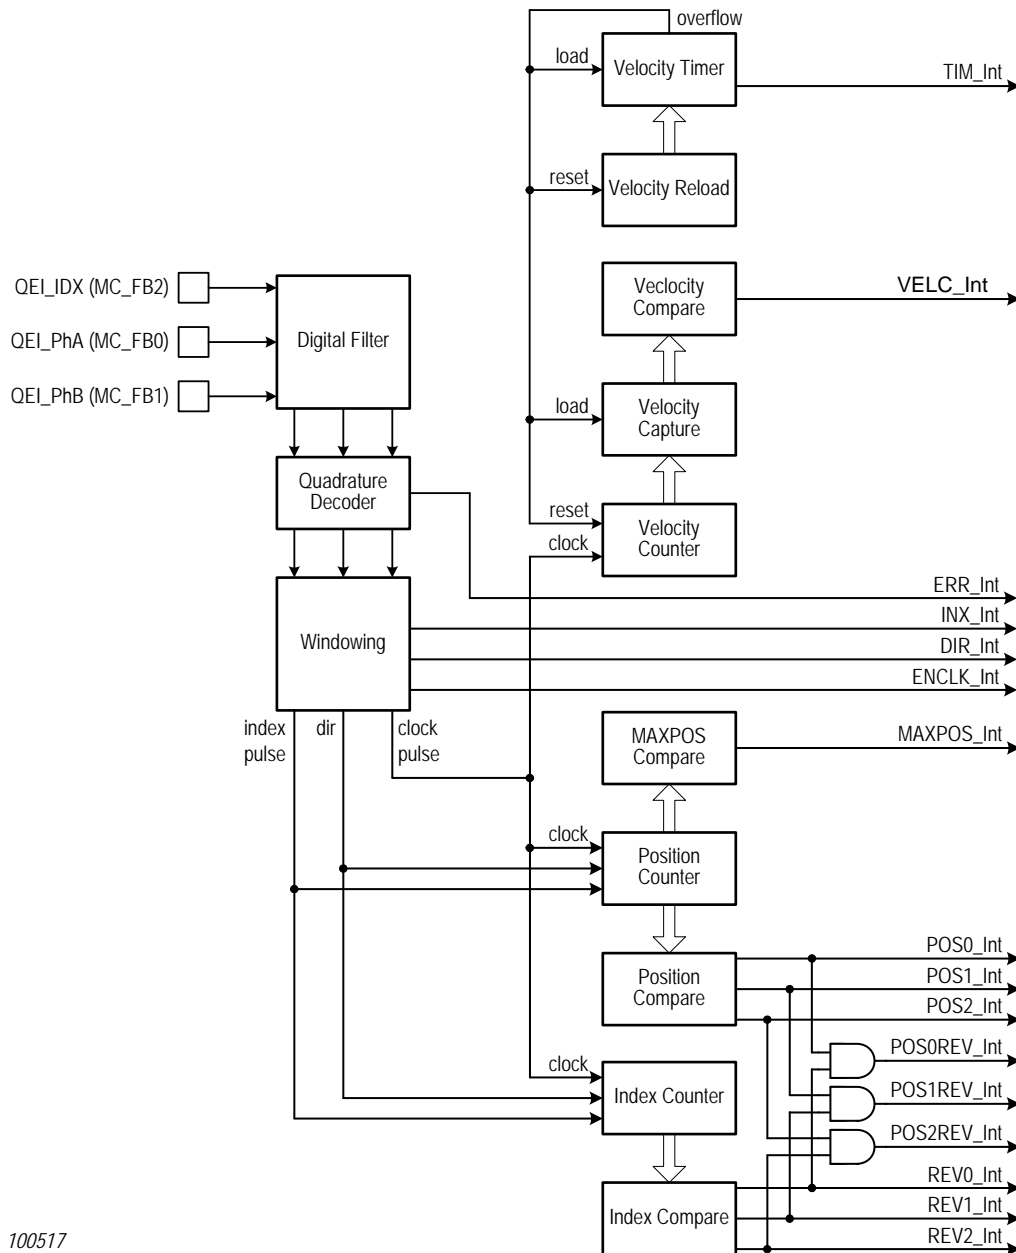 overflow
load
Velocity Timer
TIM_Int
reset
Velocity Reload
QEI_IDX (MC_FB2)
QEI_PhA (MC_FB0)
QEI_PhB (MC_FB1)
Digital Filter
Veclocity
Compare
VELC_Int
load
Velocity
Capture
Quadrature
Decoder
reset
clock
Velocity
Counter
ERR_Int
INX_Int
DIR_Int
ENCLK_Int
Windowing
index
pulse
dir
clock
pulse
MAXPOS
Compare
MAXPOS_Int
clock
Position
Counter
Position
Compare
POS0_Int
POS1_Int
POS2_Int
POS0REV_Int
POS1REV_Int
POS2REV_Int
clock
Index Counter
Index Compare
REV0_Int
REV1_Int
REV2_Int
100517